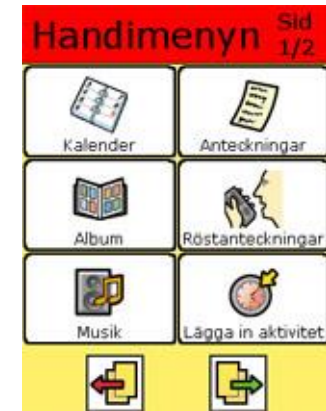 Handimenyn
Sid
1/2
Kalender
Anteckningar
Album
Röstanteckningar
Musik
Lägga in aktivitet